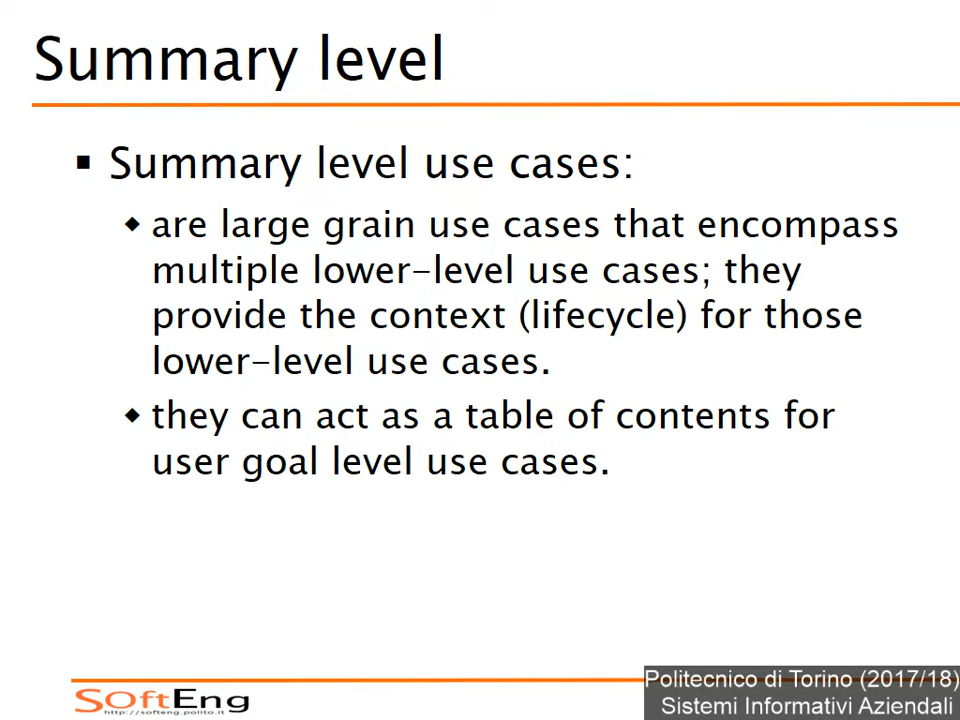 Summary level
▪ Summary level use cases:
◆ are large grain use cases that encompass
multiple lower-level use cases; they
provide the context (lifecycle) for those
lower-level use cases.
◆ they can act as a table of contents for
user goal level use cases.
SOftEng
http://softeng.polito.it
Politecnico di Torino (2017/18)
Sistemi Informativi Aziendali